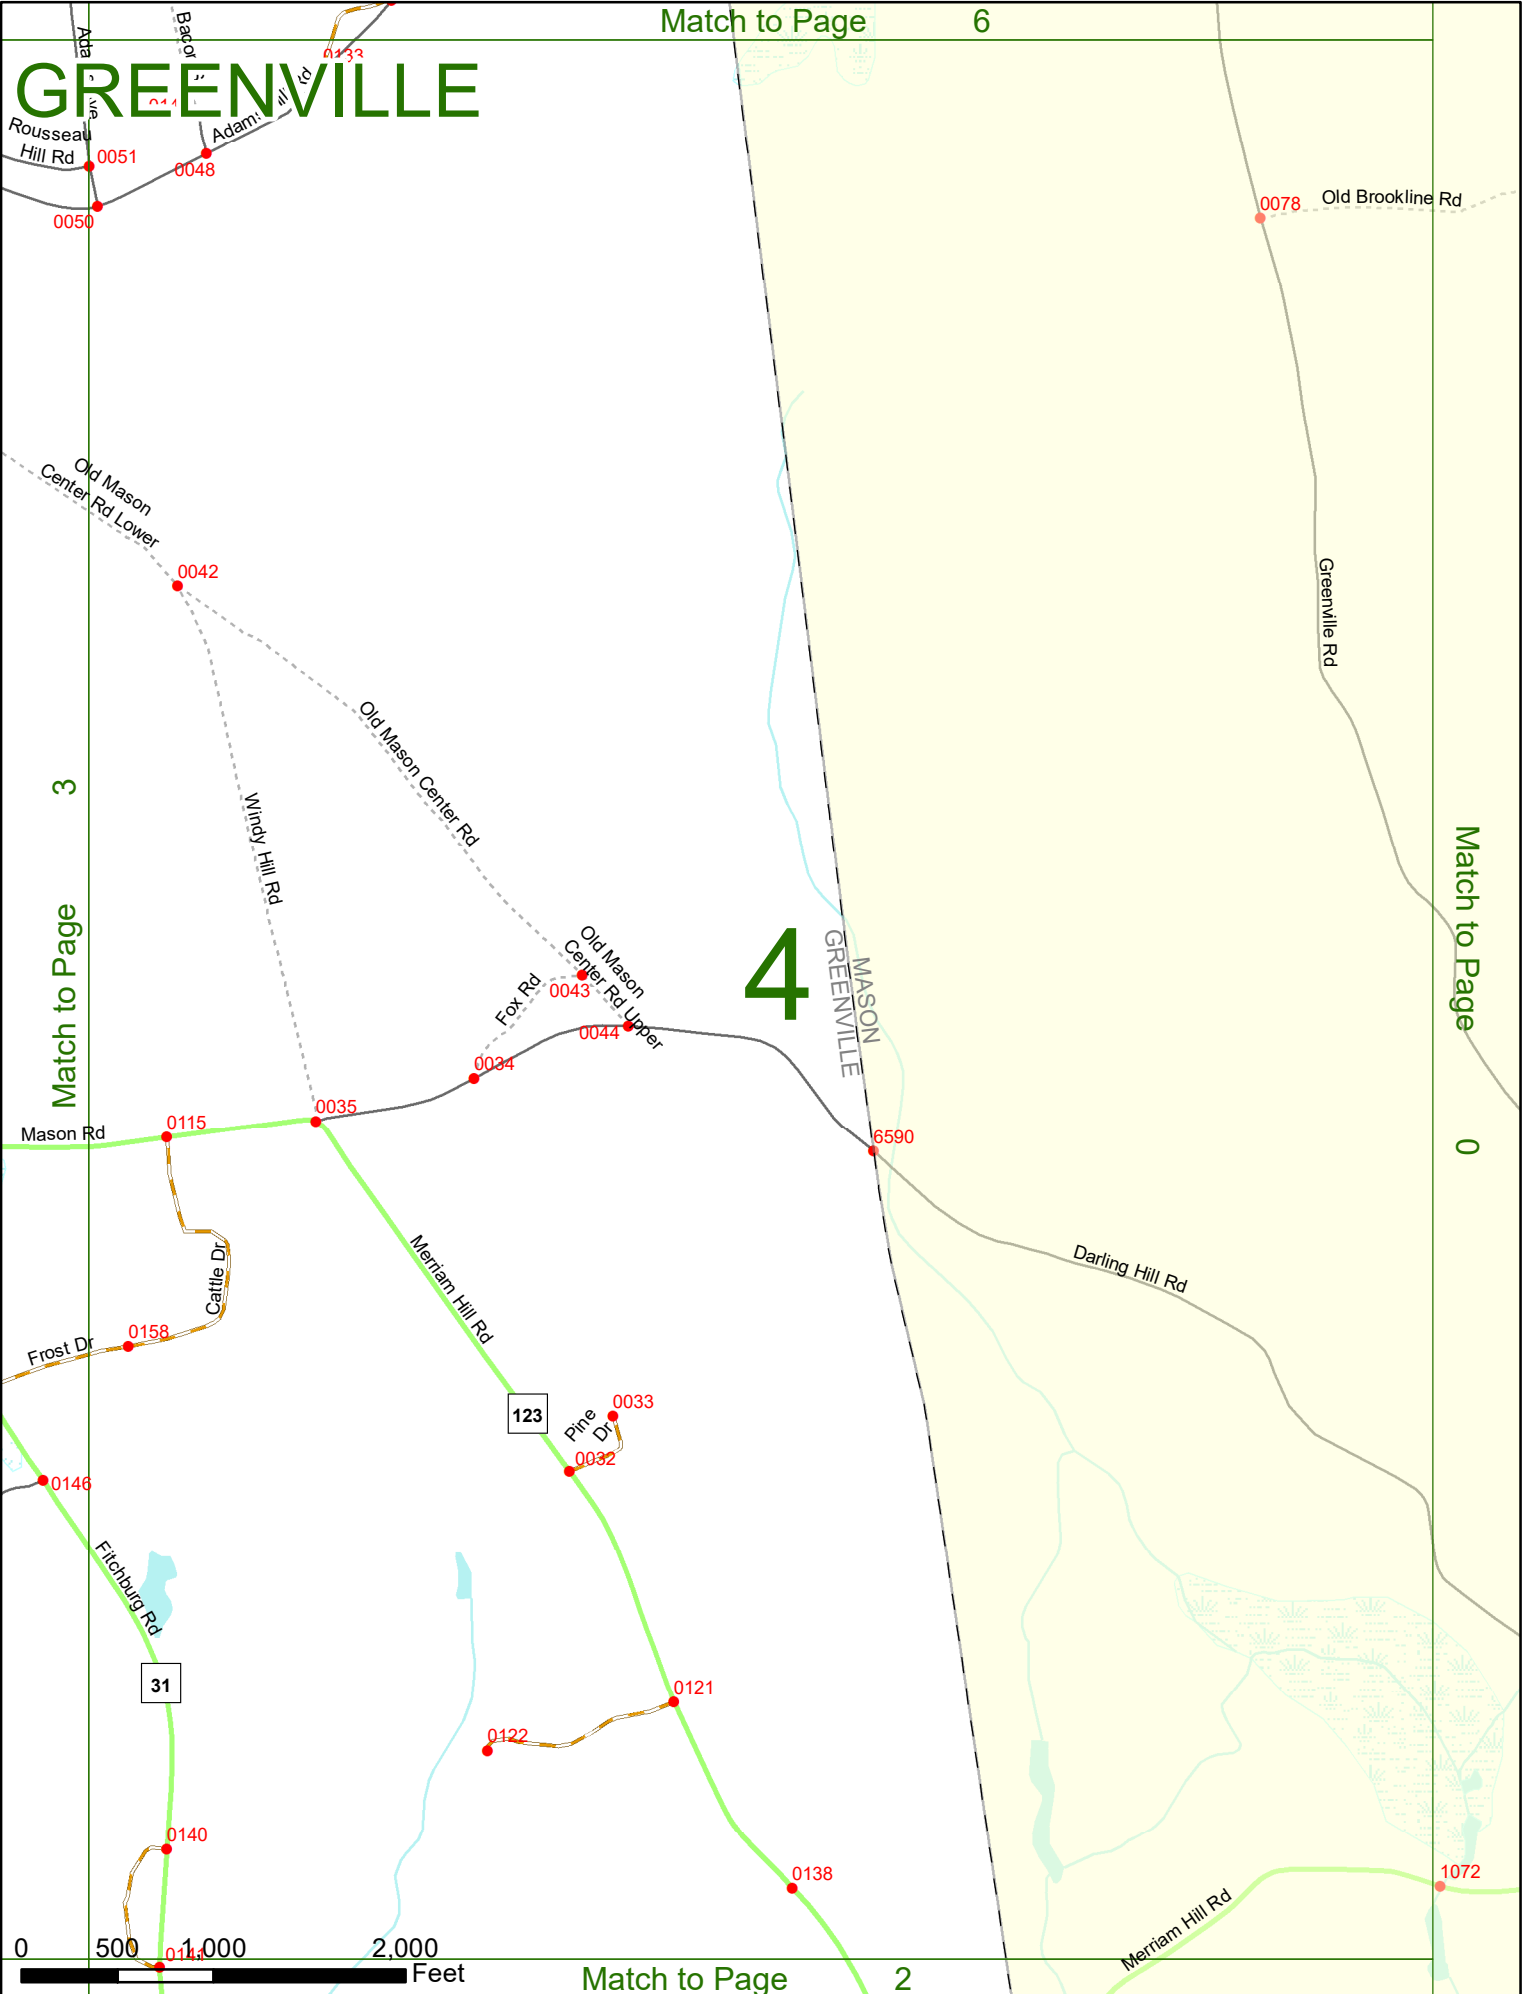 Match to Page 6
GREENVILLE
0133
Rousseau
Hill Rd
0051
0048
0050
0078
Old Brookline Rd
Old Mason
Center Rd Lower
0042
Greenville Rd
Old Mason Center Rd
Windy Hill Rd
Match to Page 3
Match to Page 0
4
MASON
GREENVILLE
Old Mason
Center Rd Upper
Fox Rd
0043
0044
0034
0035
0115
Mason Rd
6590
Merriam Hill Rd
Cattle Dr
Darling Hill Rd
0158
Frost Dr
123
Pine
Dr
0033
0032
0146
Fitchburg Rd
31
0121
0122
0140
0138
1072
Merriam Hill Rd
0141
0 500 1,000 2,000
Feet
Match to Page 2